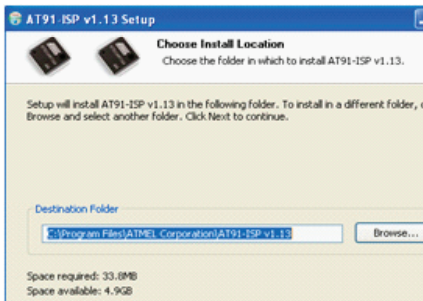 AT91-ISP v1.13 Setup
Choose Install Location
Choose the folder in which to install AT91-ISP v1.13.
Setup will install AT91-ISP v1.13 in the following folder. To install in a different folder,
Browse and select another folder. Click Next to continue.
Destination Folder
C:\Program Files\ATMEL Corporation\AT91-ISP v1.13
Browse...
Space required: 33.8MB
Space available: 4.9GB